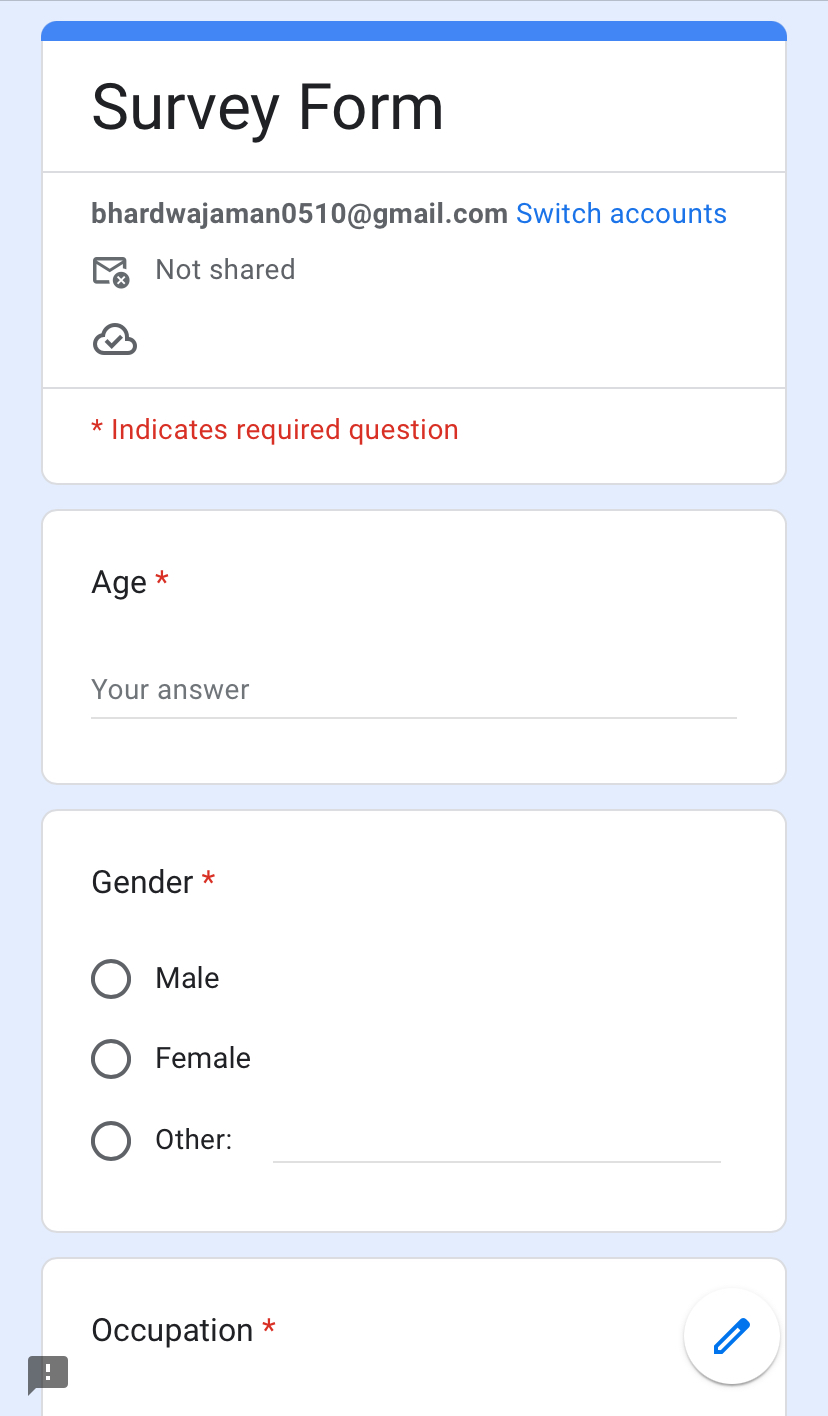 Survey Form
bhardwajaman0510@gmail.com Switch accounts
Not shared
* Indicates required question
Age *
Your answer
Gender *
Male
Female
Other:
Occupation *